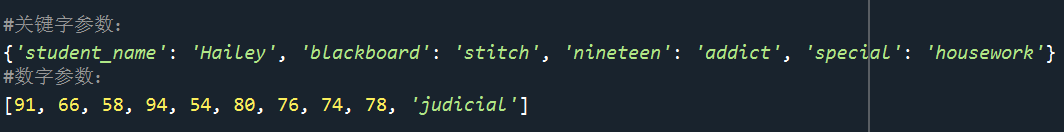 #关键字参数：
{'student_name': 'Hailey', 'blackboard': 'stitch', 'nineteen': 'addict', 'special': 'housework'}
#数字参数：
[91, 66, 58, 94, 54, 80, 76, 74, 78, 'judicial']